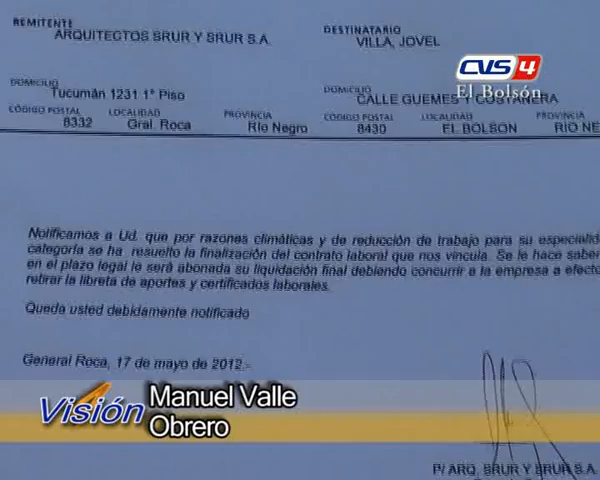 REMITENTE
ARQUITECTOS SRUR Y SRUR S.A.
DESTINATARIO
VILLA, JOVEL
CVS 4
El Bolsón
DOMICILIO
Tucumán 1231 1° Piso
DOMICILIO
CALLE GUEMES Y COSTANERA
CÓDIGO POSTAL LOCALIDAD PROVINCIA
8332 Gral. Roca Río Negro
CÓDIGO POSTAL LOCALIDAD PROVINCIA
8430 EL BOLSON RIO NE
Notificamos a Ud. que por razones climáticas y de reducción de trabajo para su especialid
categoría se ha resuelto la finalización del contrato laboral que nos vincula. Se le hace saber
en el plazo legal le será abonada su liquidación final debiendo concurrir a la empresa a efecto
retirar la libreta de aportes y certificados laborales.
Queda usted debidamente notificado
General Roca, 17 de mayo de 2012.-
Visión
Manuel Valle
Obrero
P/ ARQ. SRUR Y SRUR S.A.